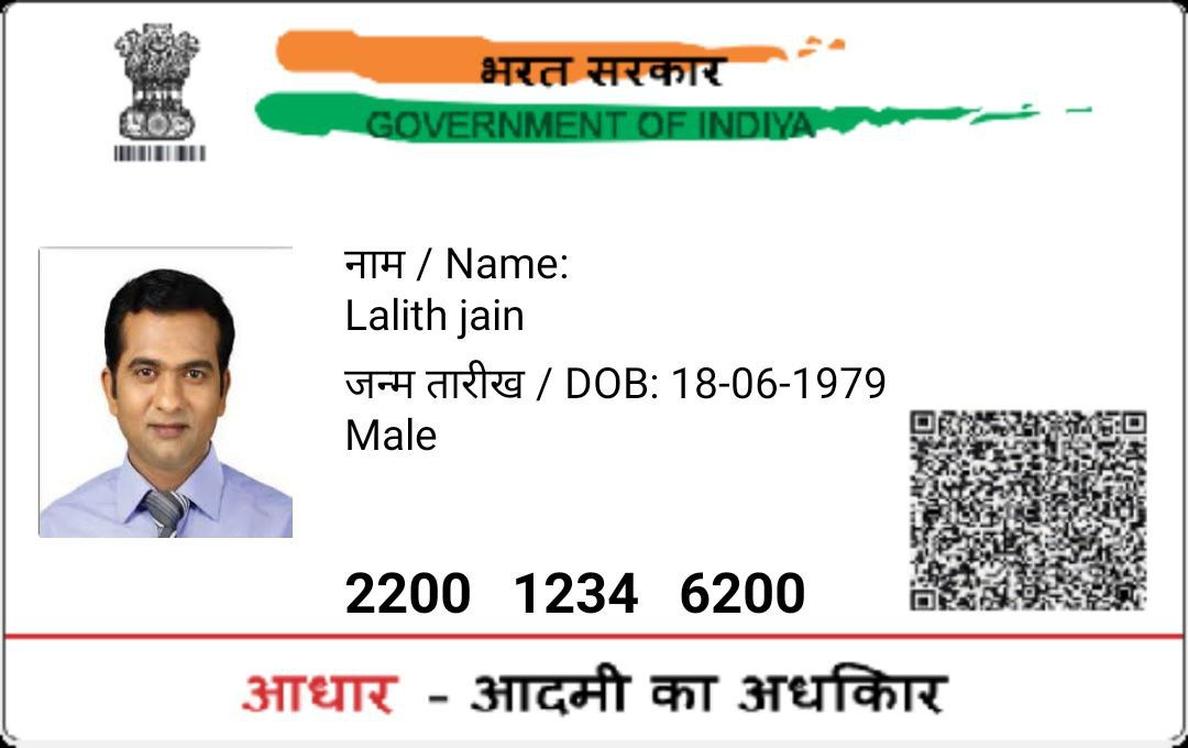 भरत सरकार
GOVERNMENT OF INDIYA
नाम / Name:
Lalith jain
जन्म तारीख / DOB: 18-06-1979
Male
2200 1234 6200
आधार - आदमी का अधकिार